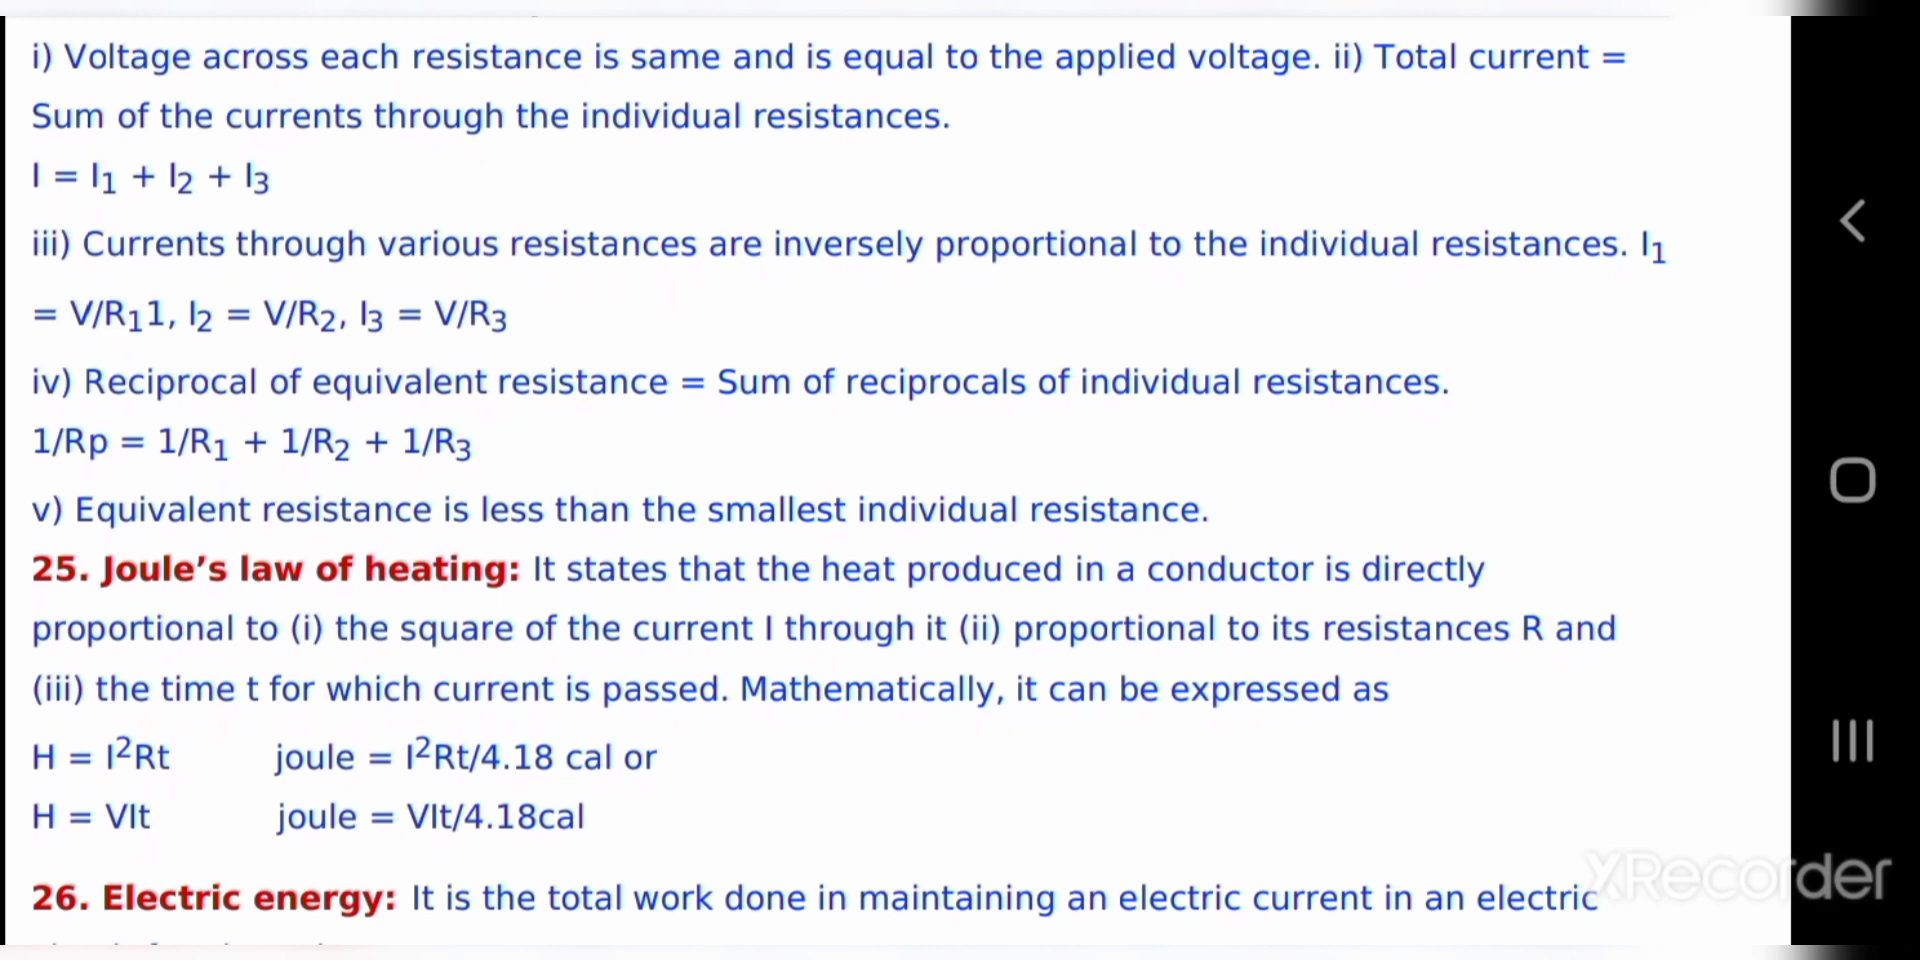 i) Voltage across each resistance is same and is equal to the applied voltage. ii) Total current =
Sum of the currents through the individual resistances.
I = I₁ + I₂ + I₃
iii) Currents through various resistances are inversely proportional to the individual resistances. I₁
= V/R₁1, I₂ = V/R₂, I₃ = V/R₃
iv) Reciprocal of equivalent resistance = Sum of reciprocals of individual resistances.
1/Rp = 1/R₁ + 1/R₂ + 1/R₃
v) Equivalent resistance is less than the smallest individual resistance.
25. Joule’s law of heating: It states that the heat produced in a conductor is directly
proportional to (i) the square of the current I through it (ii) proportional to its resistances R and
(iii) the time t for which current is passed. Mathematically, it can be expressed as
H = I²Rt joule = I²Rt/4.18 cal or
H = VIt joule = VIt/4.18cal
26. Electric energy: It is the total work done in maintaining an electric current in an electric
XRecorder